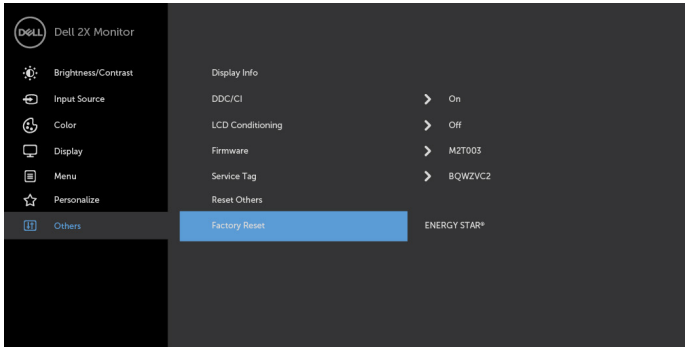 DELL Dell 2X Monitor
Brightness/Contrast Display Info
Input Source DDC/CI On
Color LCD Conditioning Off
Display Firmware M2T003
Menu Service Tag BQWZVC2
Personalize Reset Others
Others Factory Reset ENERGY STAR®